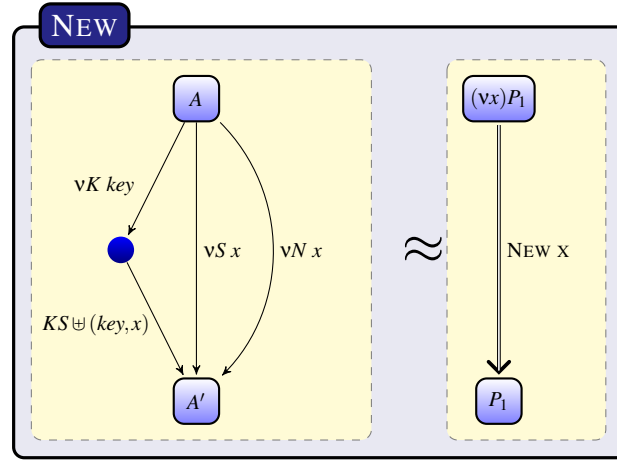 NEW
A
(νx)P₁
νK key
νS x
νN x
≈
NEW X
KS ⊎ (key, x)
A′
P₁